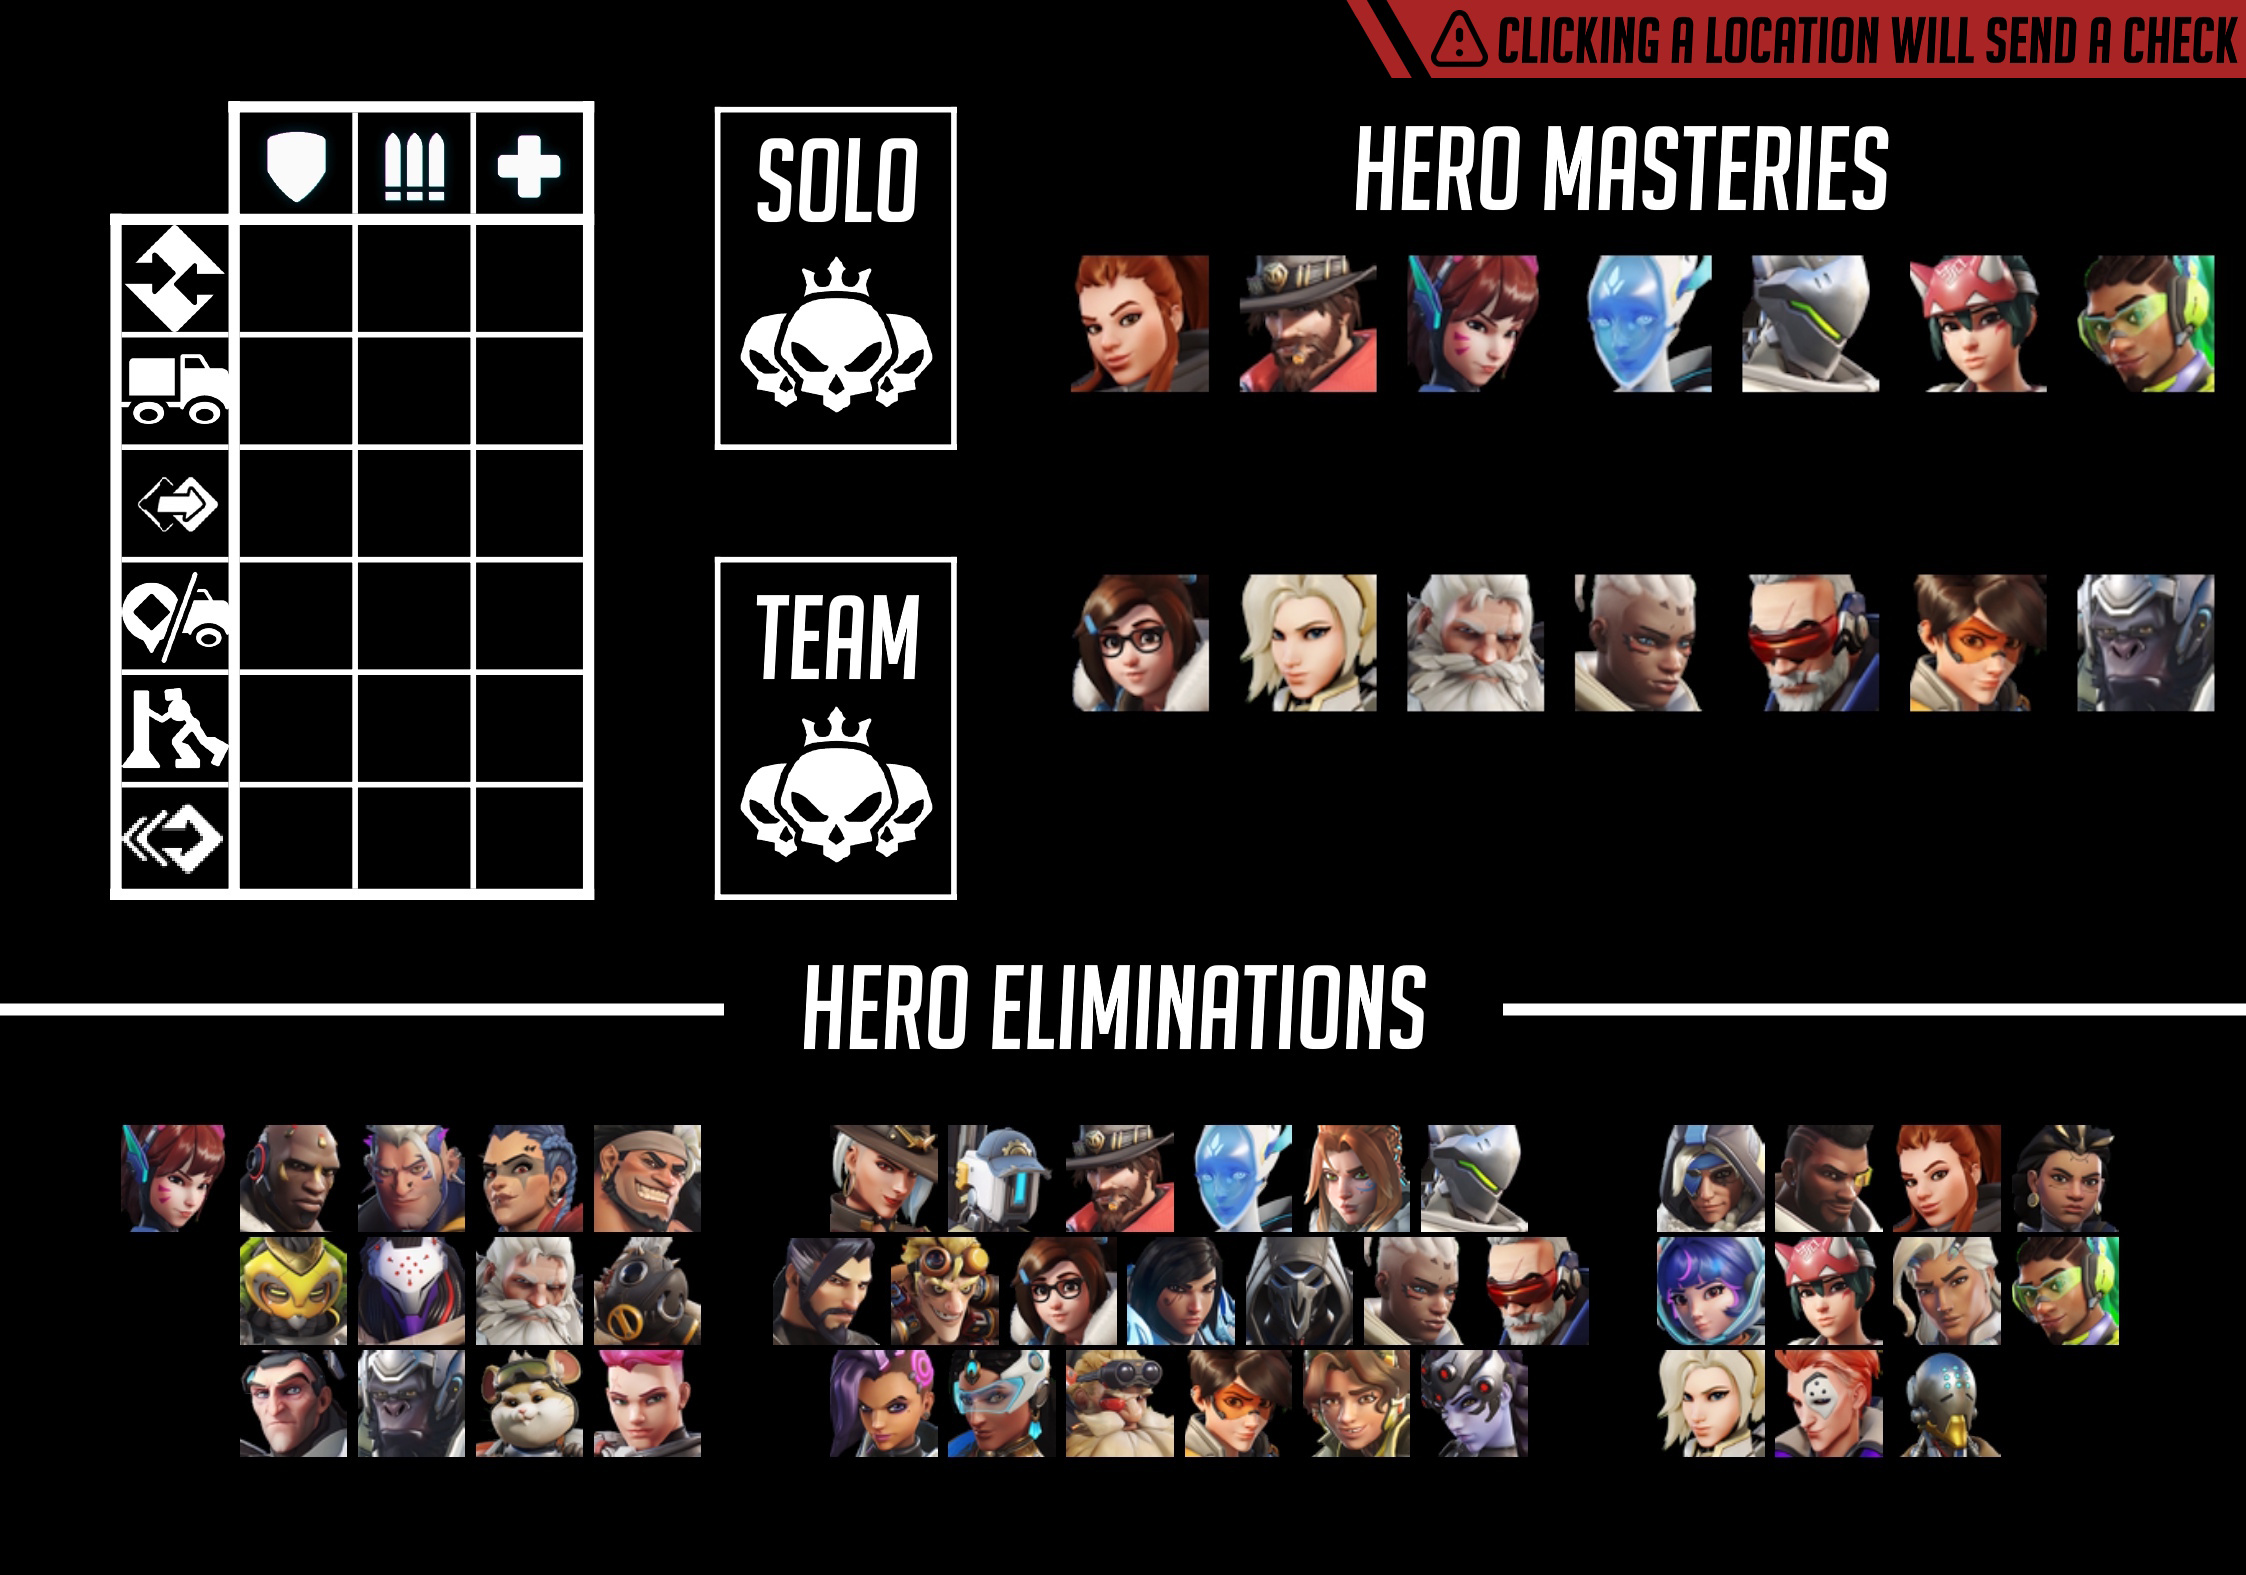 CLICKING A LOCATION WILL SEND A CHECK
SOLO
HERO MASTERIES
TEAM
HERO ELIMINATIONS